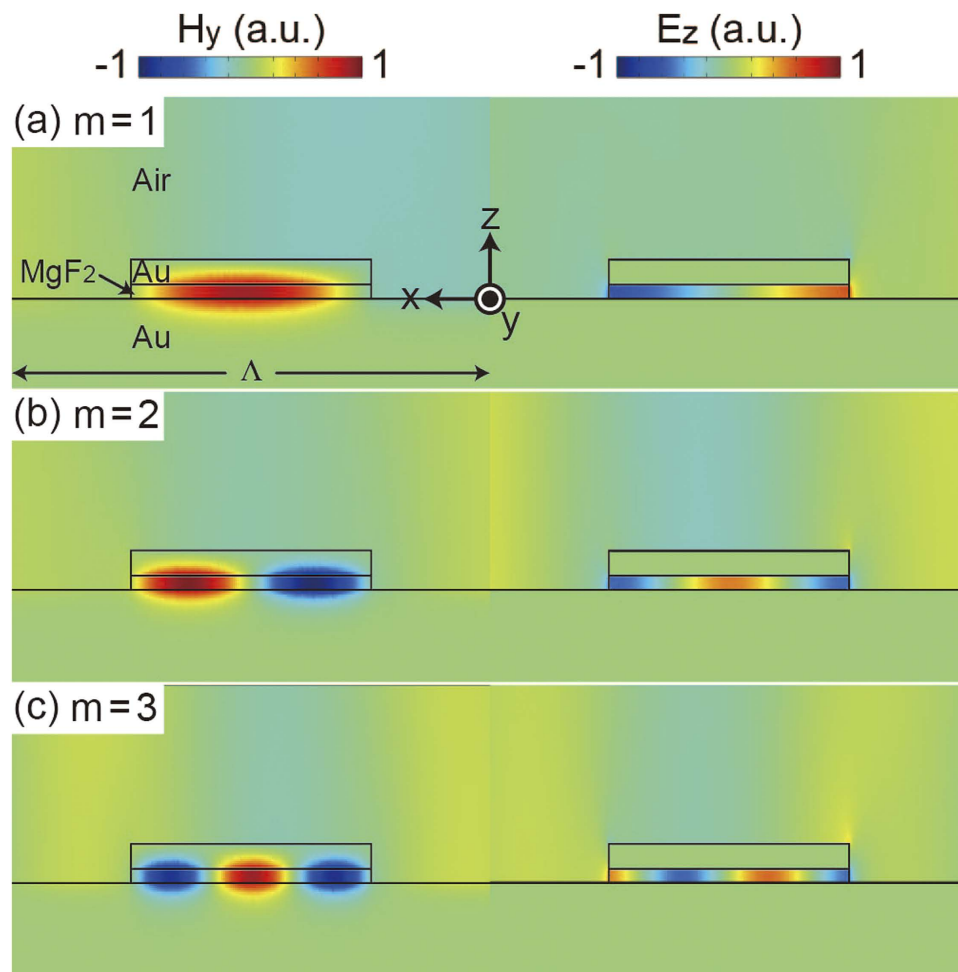 Hy (a.u.)
Ez (a.u.)
-1 1
-1 1
(a) m=1
Air
MgF2
Au
Au
x
z
y
Λ
(b) m=2
(c) m=3